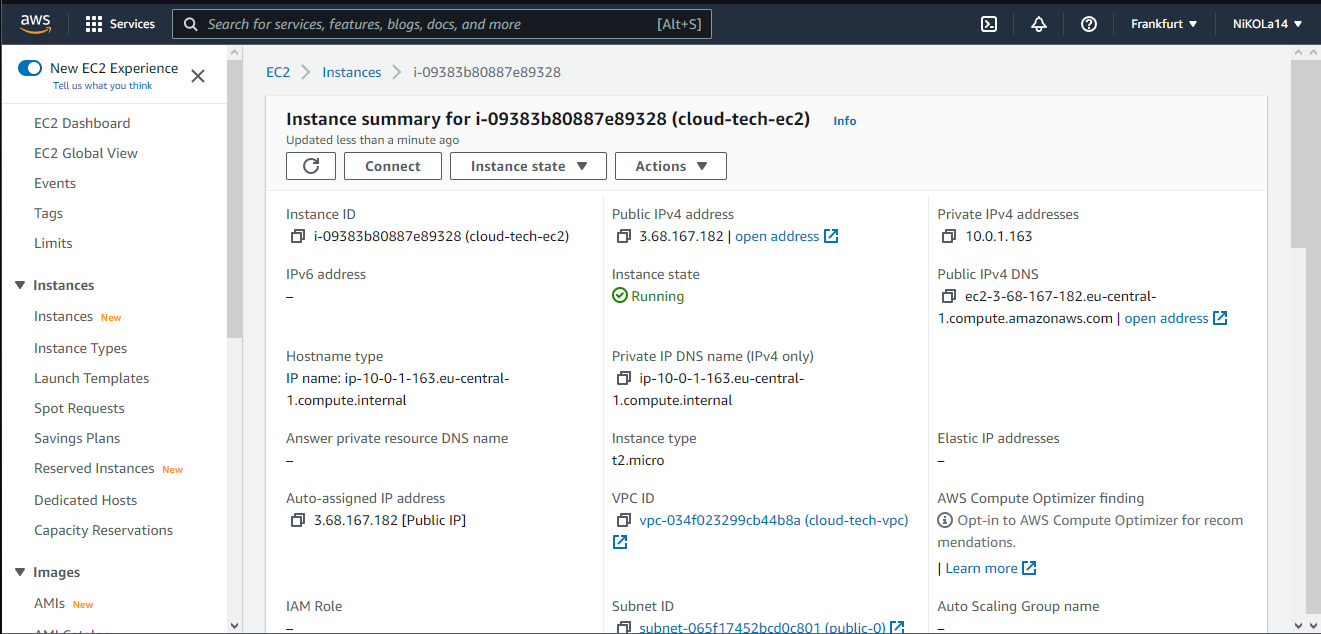 aws
Services
Search for services, features, blogs, docs, and more
[Alt+S]
Frankfurt ▼
NiKOLa14 ▼
New EC2 Experience
Tell us what you think
EC2 Dashboard
EC2 Global View
Events
Tags
Limits
Instances
Instances New
Instance Types
Launch Templates
Spot Requests
Savings Plans
Reserved Instances New
Dedicated Hosts
Capacity Reservations
Images
AMIs New
AMI Catalog
EC2 > Instances > i-09383b80887e89328
Instance summary for i-09383b80887e89328 (cloud-tech-ec2) Info
Updated less than a minute ago
Connect
Instance state ▼
Actions ▼
Instance ID
i-09383b80887e89328 (cloud-tech-ec2)
Public IPv4 address
3.68.167.182 | open address
Private IPv4 addresses
10.0.1.163
IPv6 address
–
Instance state
Running
Public IPv4 DNS
ec2-3-68-167-182.eu-central-
1.compute.amazonaws.com | open address
Hostname type
IP name: ip-10-0-1-163.eu-central-
1.compute.internal
Private IP DNS name (IPv4 only)
ip-10-0-1-163.eu-central-
1.compute.internal
Answer private resource DNS name
–
Instance type
t2.micro
Elastic IP addresses
–
Auto-assigned IP address
3.68.167.182 [Public IP]
VPC ID
vpc-034f023299cb44b8a (cloud-tech-vpc)
AWS Compute Optimizer finding
Opt-in to AWS Compute Optimizer for recom
mendations.
| Learn more
IAM Role
–
Subnet ID
subnet-065f17452bcd0c801 (public-0)
Auto Scaling Group name
–